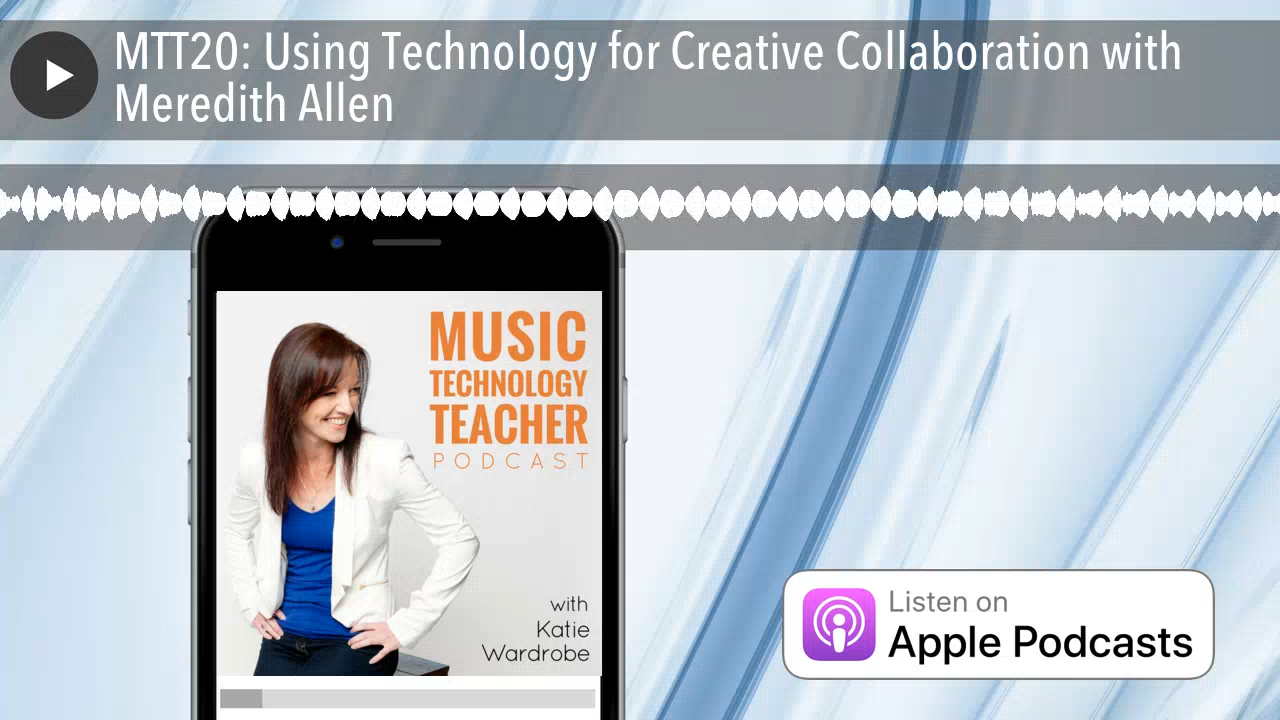 MTT20: Using Technology for Creative Collaboration with
Meredith Allen
MUSIC
TECHNOLOGY
TEACHER
PODCAST
with
Katie
Wardrobe
Listen on
Apple Podcasts